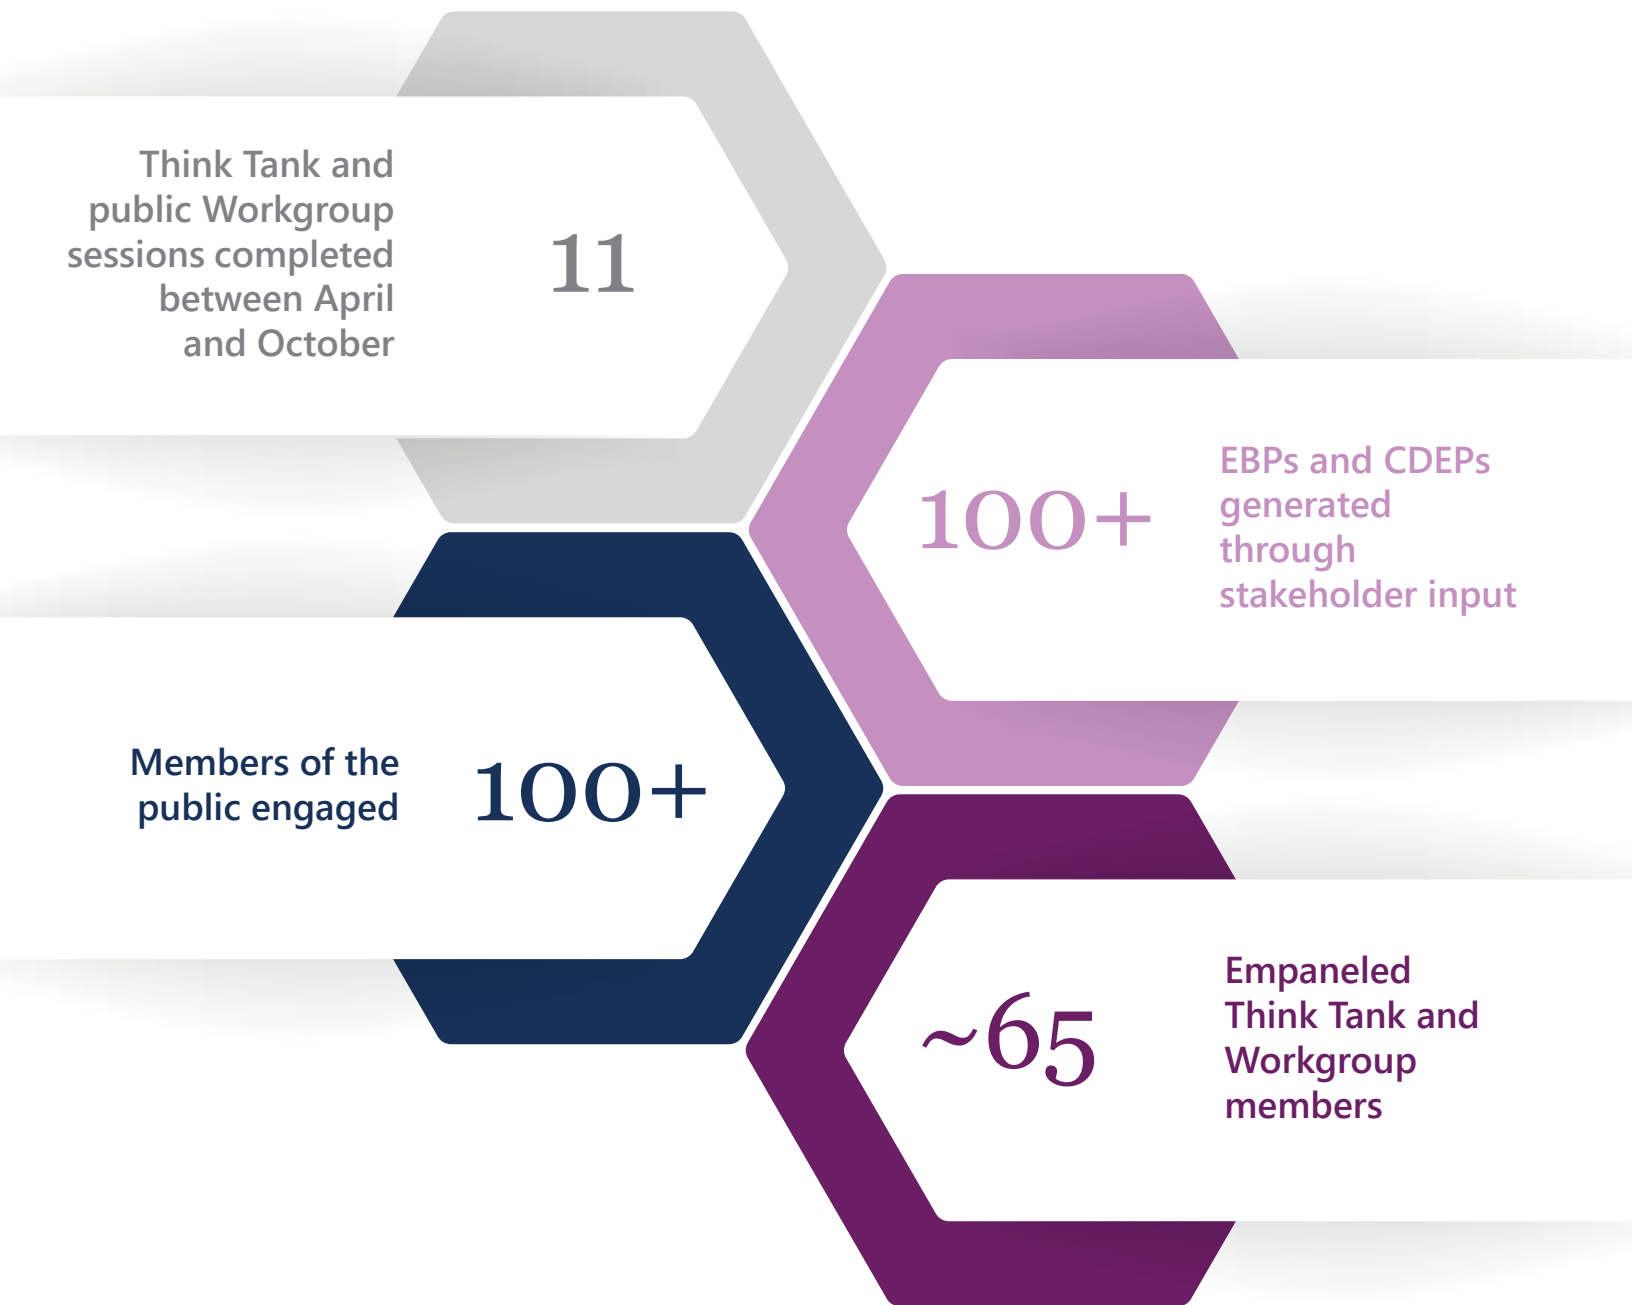 Think Tank and
public Workgroup
sessions completed
between April
and October
11
100+
EBPs and CDEPs
generated
through
stakeholder input
Members of the
public engaged
100+
~65
Empaneled
Think Tank and
Workgroup
members